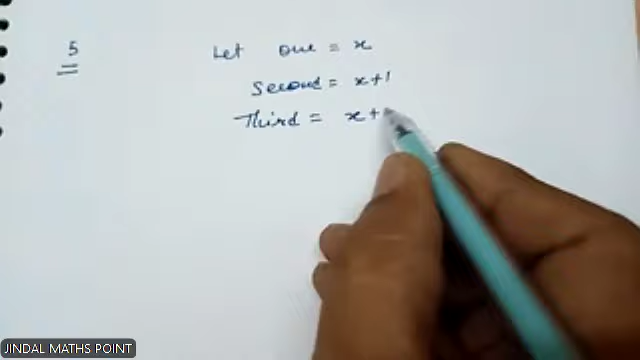 5
Let one = x
Second = x+1
Third = x+
JINDAL MATHS POINT